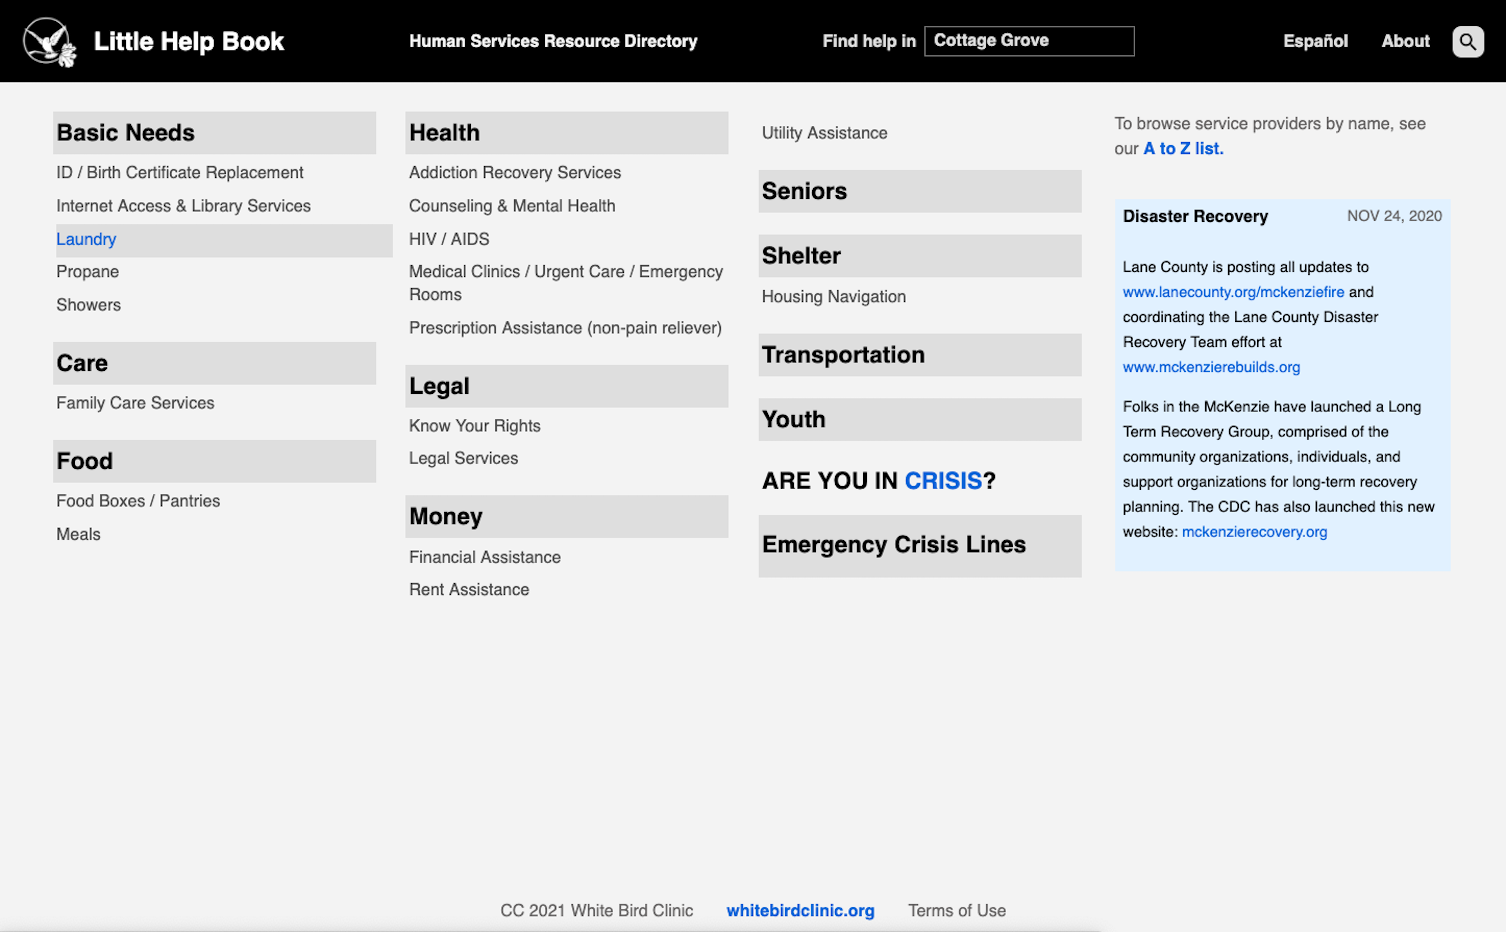 Little Help Book
Human Services Resource Directory
Find help in Cottage Grove
Español
About
Basic Needs
ID / Birth Certificate Replacement
Internet Access & Library Services
Laundry
Propane
Showers
Care
Family Care Services
Food
Food Boxes / Pantries
Meals
Health
Addiction Recovery Services
Counseling & Mental Health
HIV / AIDS
Medical Clinics / Urgent Care / Emergency
Rooms
Prescription Assistance (non-pain reliever)
Legal
Know Your Rights
Legal Services
Money
Financial Assistance
Rent Assistance
Utility Assistance
Seniors
Shelter
Housing Navigation
Transportation
Youth
ARE YOU IN CRISIS?
Emergency Crisis Lines
To browse service providers by name, see
our A to Z list.
Disaster Recovery NOV 24, 2020
Lane County is posting all updates to
www.lanecounty.org/mckenziefire and
coordinating the Lane County Disaster
Recovery Team effort at
www.mckenzierebuilds.org
Folks in the McKenzie have launched a Long
Term Recovery Group, comprised of the
community organizations, individuals, and
support organizations for long-term recovery
planning. The CDC has also launched this new
website: mckenzierecovery.org
CC 2021 White Bird Clinic
whitebirdclinic.org
Terms of Use